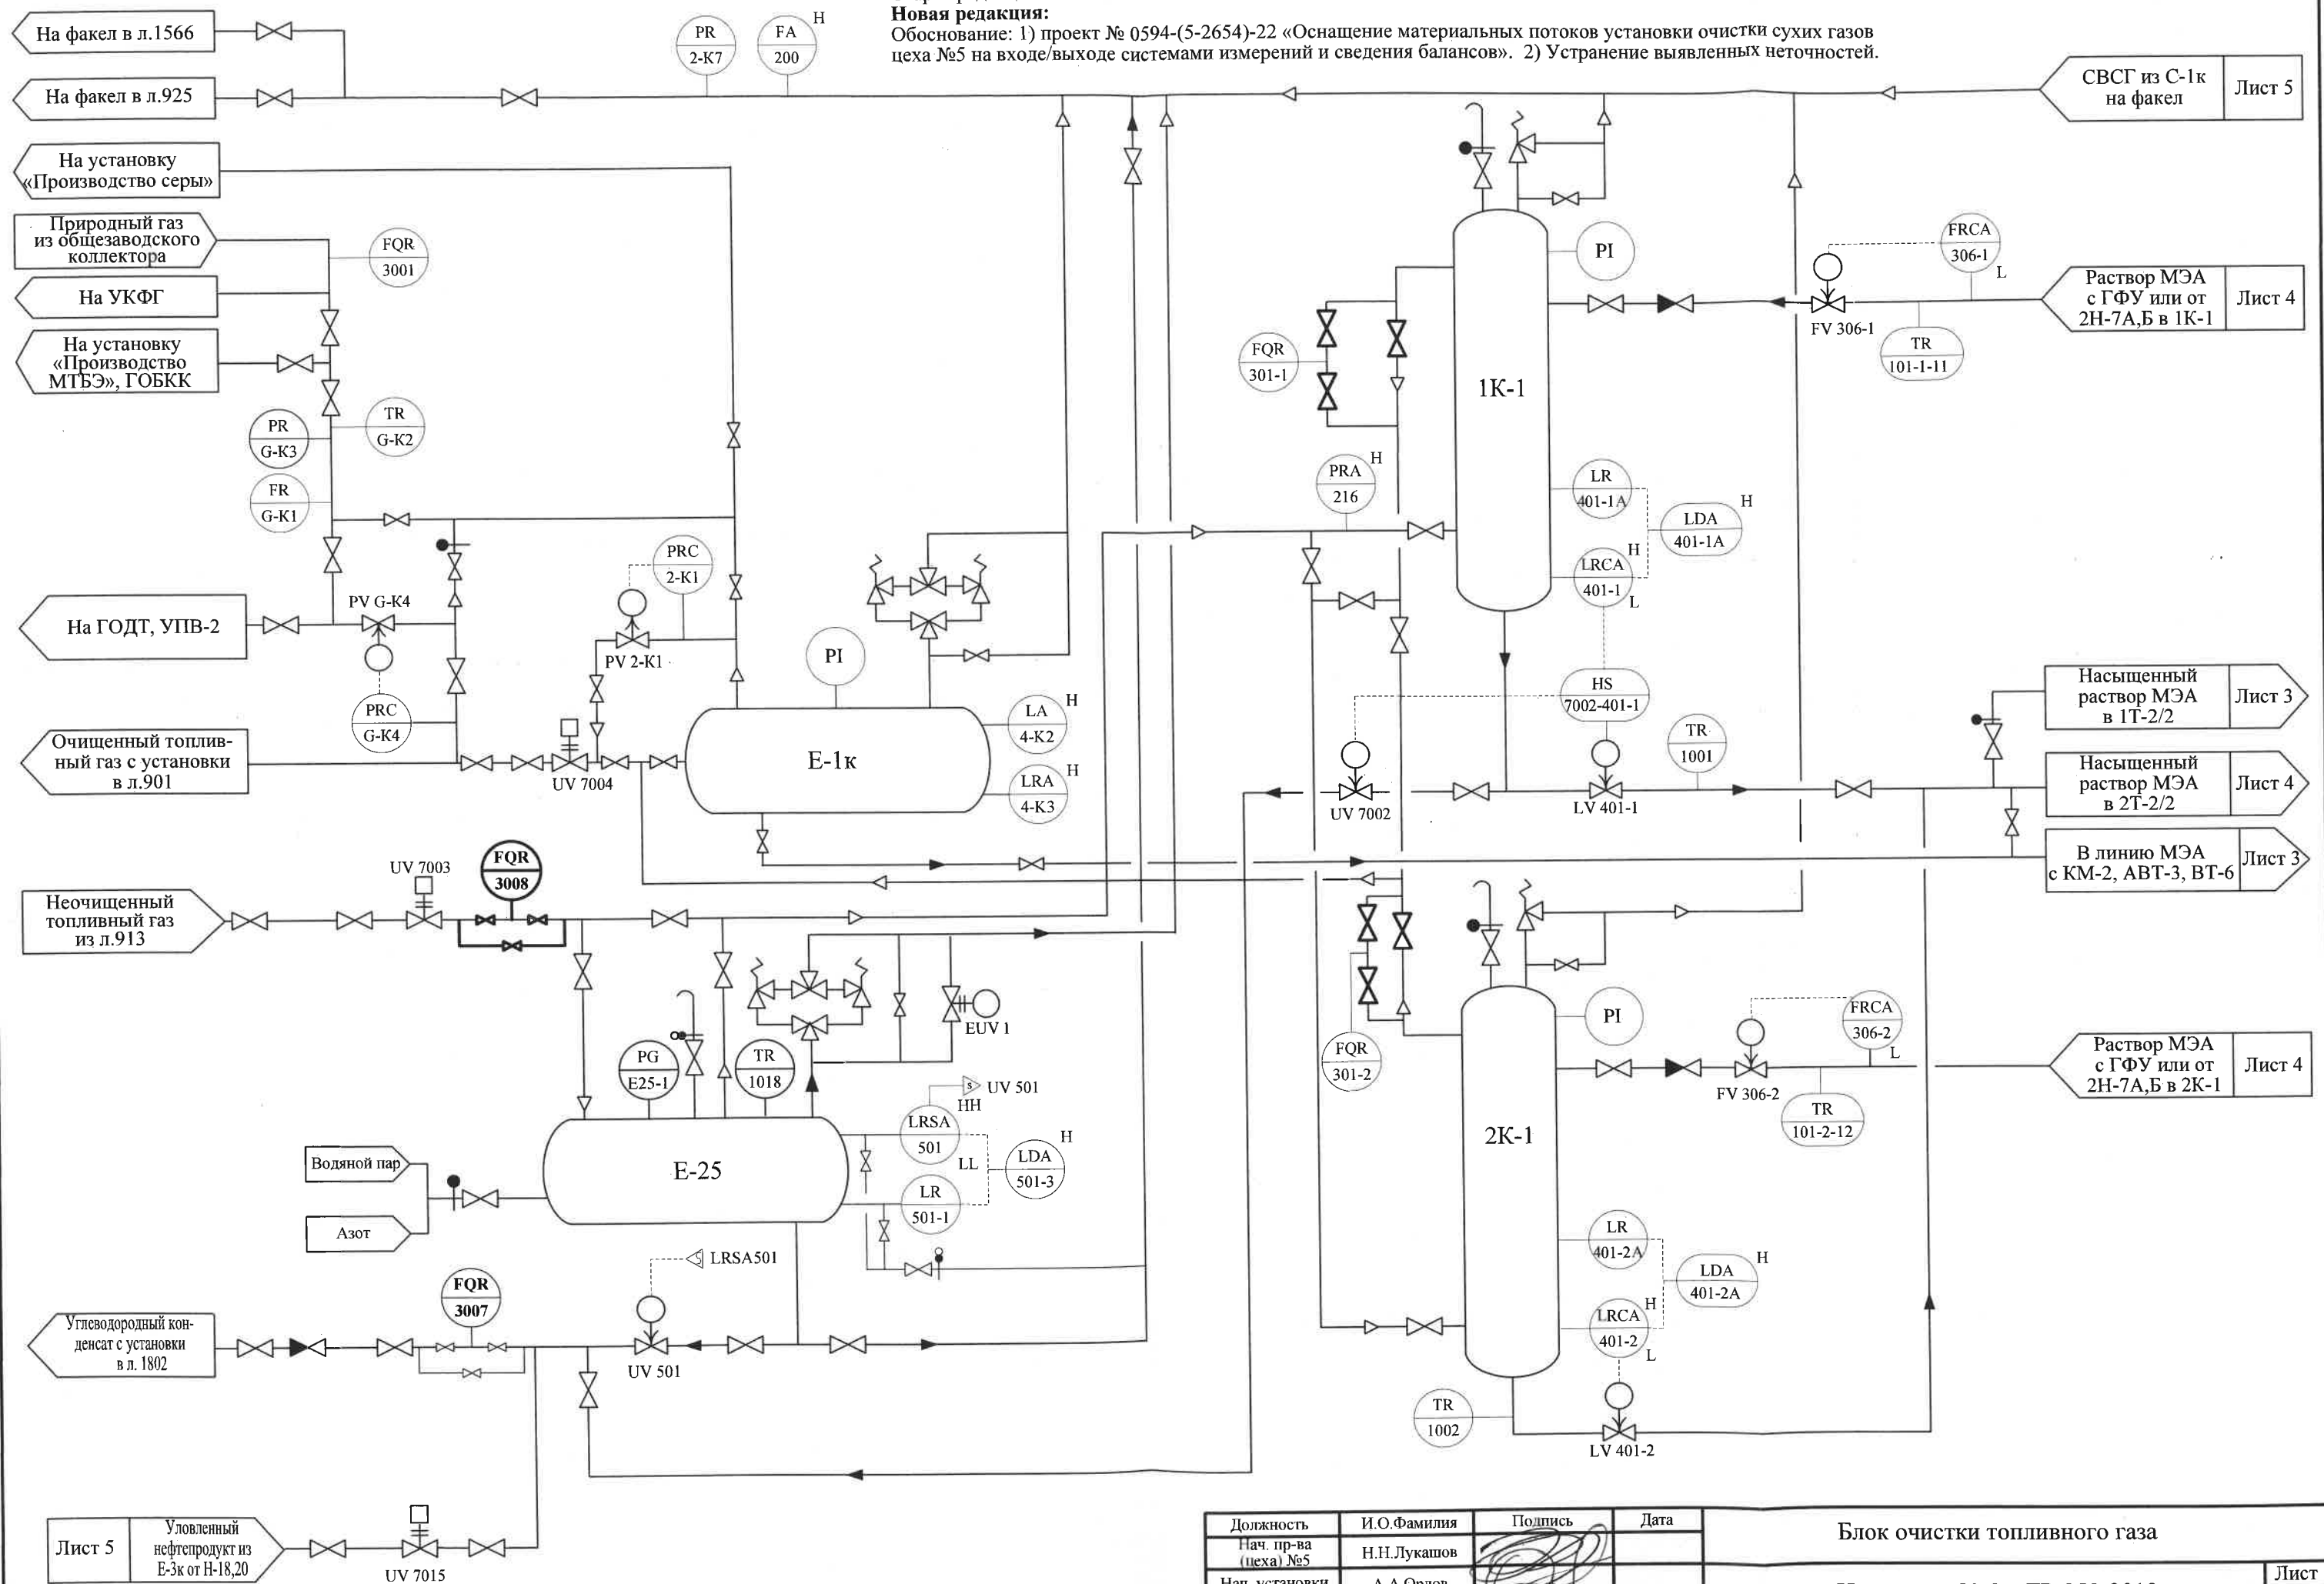 Новая редакция:
Обоснование: 1) проект № 0594-(5-2654)-22 «Оснащение материальных потоков установки очистки сухих газов
цеха №5 на входе/выходе системами измерений и сведения балансов». 2) Устранение выявленных неточностей.
На факел в л.1566
PR
2-К7
FA
200
H
На факел в л.925
СВСГ из С-1к
на факел
Лист 5
На установку
«Производство серы»
Природный газ
из общезаводского
коллектора
FQR
3001
На УКФГ
На установку
«Производство
МТБЭ», ГОБКК
PR
G-К3
TR
G-К2
FR
G-К1
PI
FRCA
306-1
L
FV 306-1
Раствор МЭА
с ГФУ или от
2Н-7А,Б в 1К-1
Лист 4
TR
101-1-11
FQR
301-1
1К-1
PRA
216
H
LR
401-1А
LDA
401-1А
H
LRCA
401-1
H
L
На ГОДТ, УПВ-2
PV G-К4
PRC
G-К4
PRC
2-К1
PV 2-К1
PI
Е-1к
LA
4-К2
H
LRA
4-К3
H
HS
7002-401-1
TR
1001
UV 7002
LV 401-1
Насыщенный
раствор МЭА
в 1Т-2/2
Лист 3
Насыщенный
раствор МЭА
в 2Т-2/2
Лист 4
В линию МЭА
с КМ-2, АВТ-3, ВТ-6
Лист 3
Очищенный топлив-
ный газ с установки
в л.901
UV 7004
UV 7003
FQR
3008
Неочищенный
топливный газ
из л.913
EUV 1
PG
Е25-1
TR
1018
UV 501
s
HH
LRSA
501
LL
LDA
501-3
H
LR
501-1
Е-25
Водяной пар
Азот
FQR
301-2
PI
FRCA
306-2
L
FV 306-2
TR
101-2-12
Раствор МЭА
с ГФУ или от
2Н-7А,Б в 2К-1
Лист 4
2К-1
LR
401-2А
LDA
401-2А
H
LRCA
401-2
H
L
TR
1002
LV 401-2
S
LRSA501
FQR
3007
UV 501
Углеводородный кон-
денсат с установки
в л. 1802
Лист 5
Уловленный
нефтепродукт из
Е-3к от Н-18,20
UV 7015
Должность
И.О.Фамилия
Подпись
Дата
Нач. пр-ва
(цеха) №5
Н.Н.Лукашов
Блок очистки топливного газа
Лист